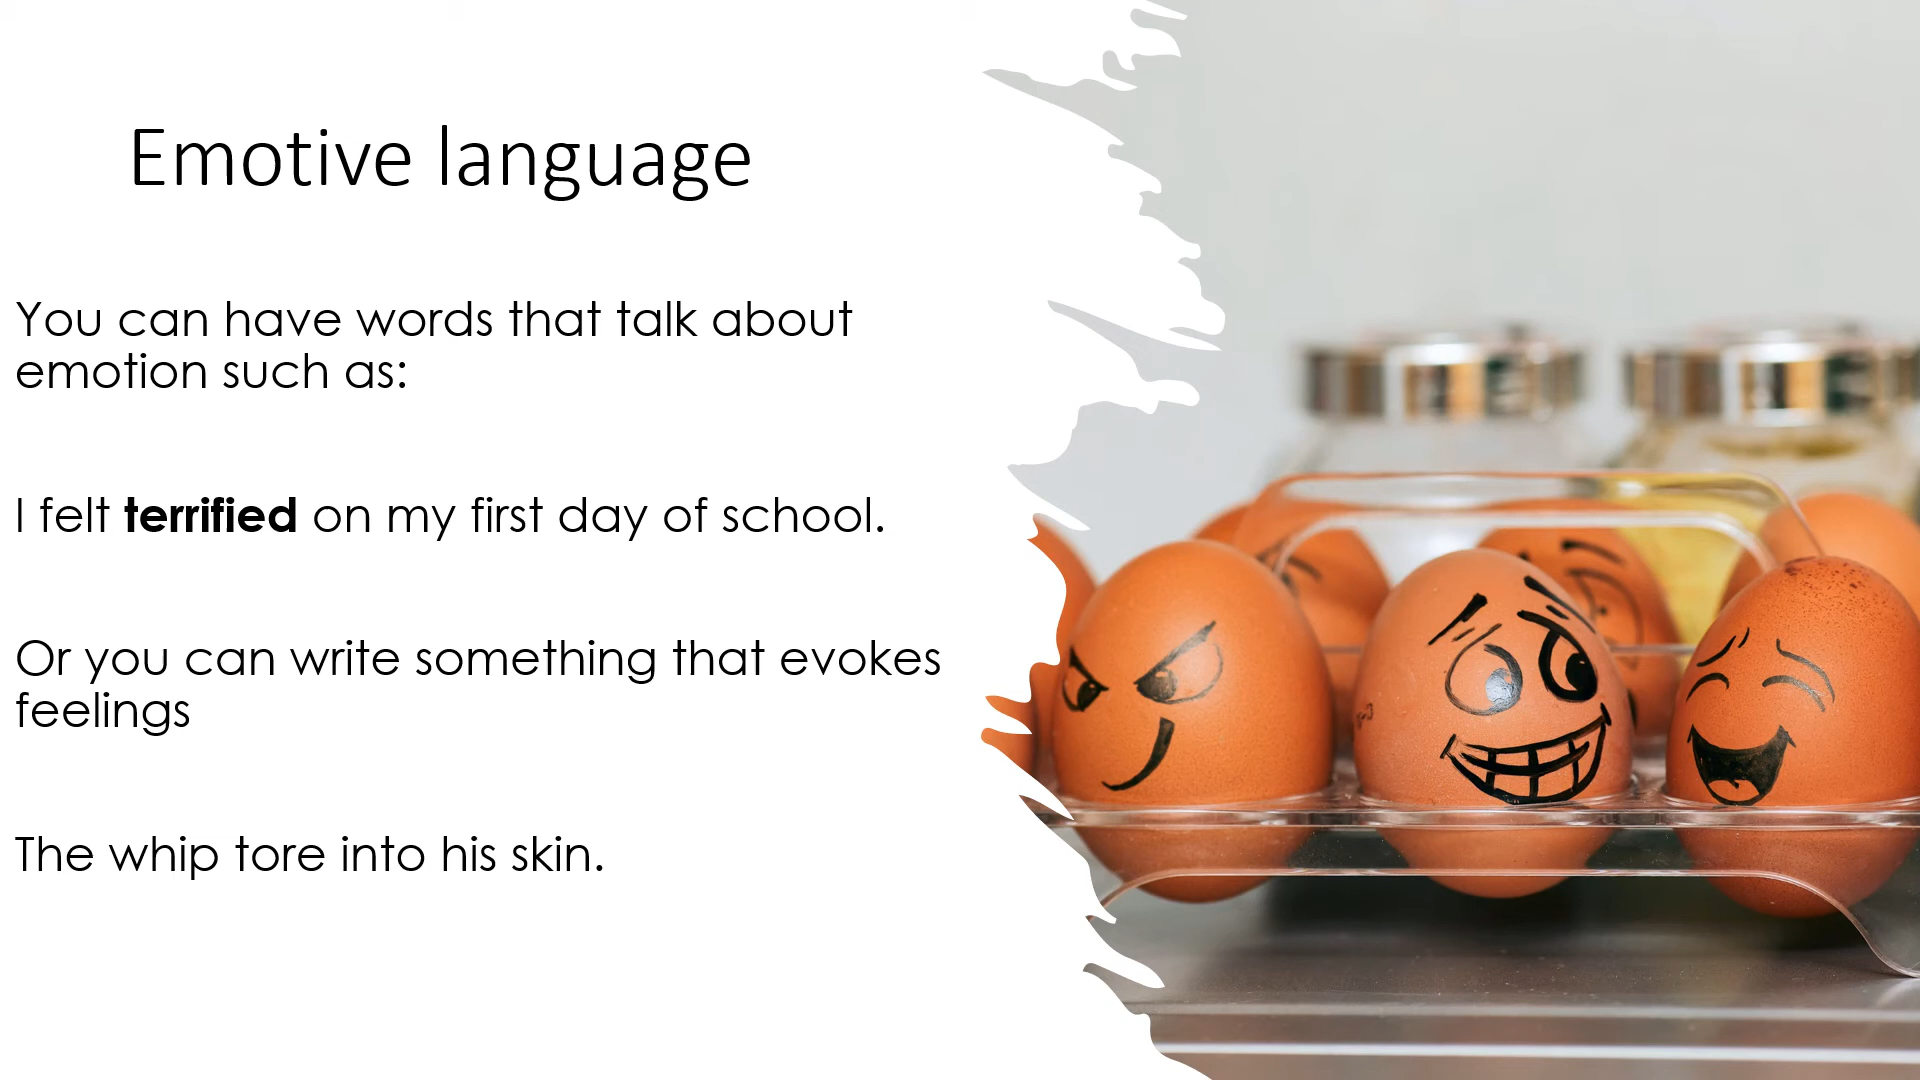 Emotive language
You can have words that talk about
emotion such as:
I felt terrified on my first day of school.
Or you can write something that evokes
feelings
The whip tore into his skin.